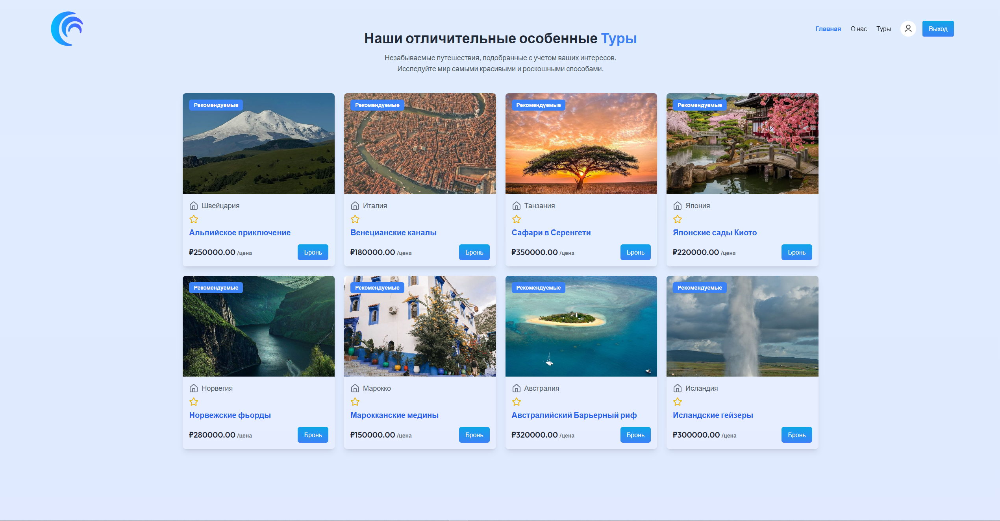 Главная О нас Туры Выход
Наши отличительные особенные Туры
Незабываемые путешествия, подобранные с учетом ваших интересов.
Исследуйте мир самыми красивыми и роскошными способами.
Рекомендуемые
Швейцария
Альпийское приключение
₽250000.00 /цена Бронь
Рекомендуемые
Италия
Венецианские каналы
₽180000.00 /цена Бронь
Рекомендуемые
Танзания
Сафари в Серенгети
₽350000.00 /цена Бронь
Рекомендуемые
Япония
Японские сады Киото
₽220000.00 /цена Бронь
Рекомендуемые
Норвегия
Норвежские фьорды
₽280000.00 /цена Бронь
Рекомендуемые
Марокко
Марокканские медины
₽150000.00 /цена Бронь
Рекомендуемые
Австралия
Австралийский Барьерный риф
₽320000.00 /цена Бронь
Рекомендуемые
Исландия
Исландские гейзеры
₽300000.00 /цена Бронь